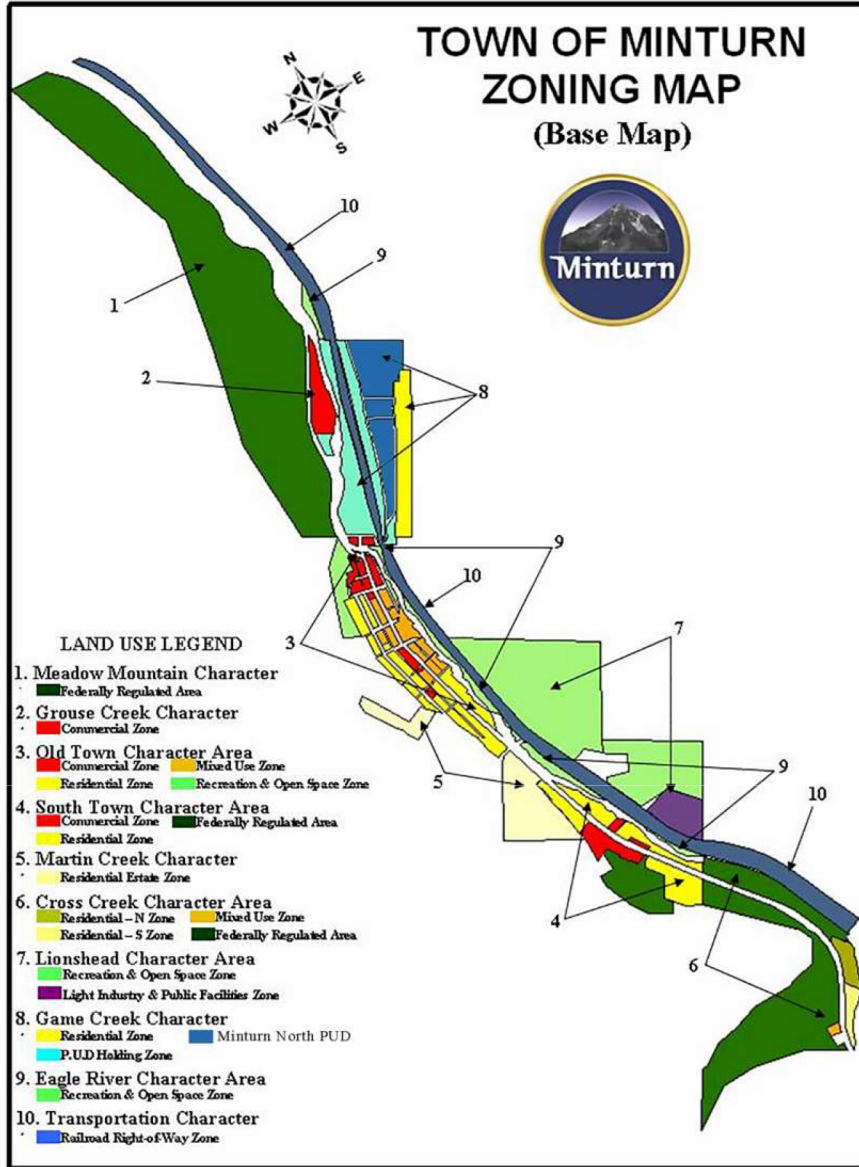 TOWN OF MINTURN
ZONING MAP
(Base Map)
N
E
W
S
Minturn
10
9
1
2
8
9
10
3
7
5
9
10
4
6
LAND USE LEGEND
1. Meadow Mountain Character
Federally Regulated Area
2. Grouse Creek Character
Commercial Zone
3. Old Town Character Area
Commercial Zone Mixed Use Zone
Residential Zone Recreation & Open Space Zone
4. South Town Character Area
Commercial Zone Federally Regulated Area
Residential Zone
5. Martin Creek Character
Residential Estate Zone
6. Cross Creek Character Area
Residential – N Zone Mixed Use Zone
Residential – S Zone Federally Regulated Area
7. Lionshead Character Area
Recreation & Open Space Zone
Light Industry & Public Facilities Zone
8. Game Creek Character
Residential Zone Minturn North PUD
P.U.D Holding Zone
9. Eagle River Character Area
Recreation & Open Space Zone
10. Transportation Character
Railroad Right-of-Way Zone